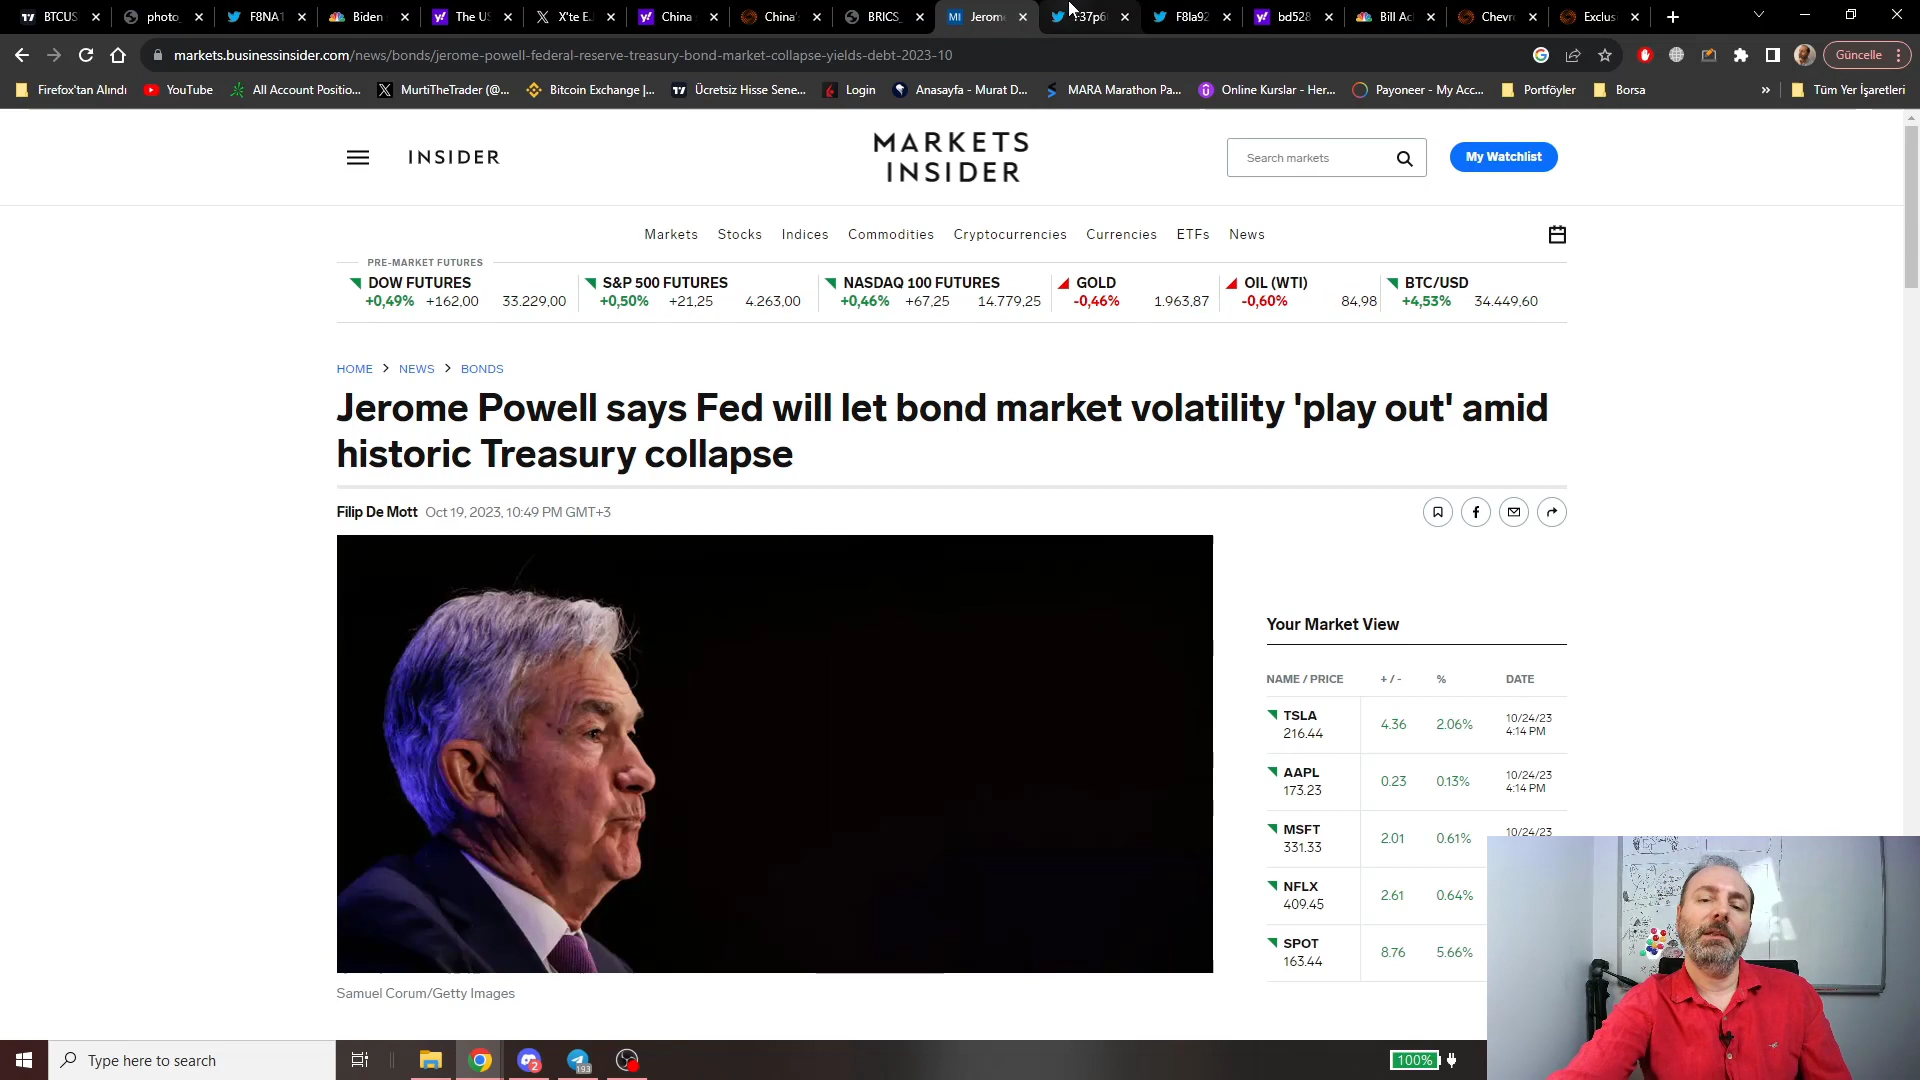 BTCUS
photo_
F8NA1
Biden
The US
X'te E.
China
China'
BRICS_
Jerom
F37p6
F8la92
bd528
Bill Ac
Chevr
Exclus
markets.businessinsider.com/news/bonds/jerome-powell-federal-reserve-treasury-bond-market-collapse-yields-debt-2023-10
Güncelle
Firefox'tan Alındı
YouTube
All Account Positio...
MurtiTheTrader (@...
Bitcoin Exchange |...
Ücretsiz Hisse Sene...
Login
Anasayfa - Murat D...
MARA Marathon Pa...
Online Kurslar - Her...
Payoneer - My Acc...
Portföyler
Borsa
»
Tüm Yer İşaretleri
INSIDER
MARKETS
INSIDER
Search markets
My Watchlist
Markets Stocks Indices Commodities Cryptocurrencies Currencies ETFs News
PRE-MARKET FUTURES
DOW FUTURES
+0,49% +162,00 33.229,00
S&P 500 FUTURES
+0,50% +21,25 4.263,00
NASDAQ 100 FUTURES
+0,46% +67,25 14.779,25
GOLD
-0,46% 1.963,87
OIL (WTI)
-0,60% 84,98
BTC/USD
+4,53% 34.449,60
HOME > NEWS > BONDS
Jerome Powell says Fed will let bond market volatility 'play out' amid
historic Treasury collapse
Filip De Mott Oct 19, 2023, 10:49 PM GMT+3
Samuel Corum/Getty Images
Your Market View
NAME / PRICE + / - % DATE
TSLA
216.44
4.36 2.06%
10/24/23
4:14 PM
AAPL
173.23
0.23 0.13%
10/24/23
4:14 PM
MSFT
331.33
2.01 0.61%
10/24/23
NFLX
409.45
2.61 0.64%
SPOT
163.44
8.76 5.66%
Type here to search
2
193
100%